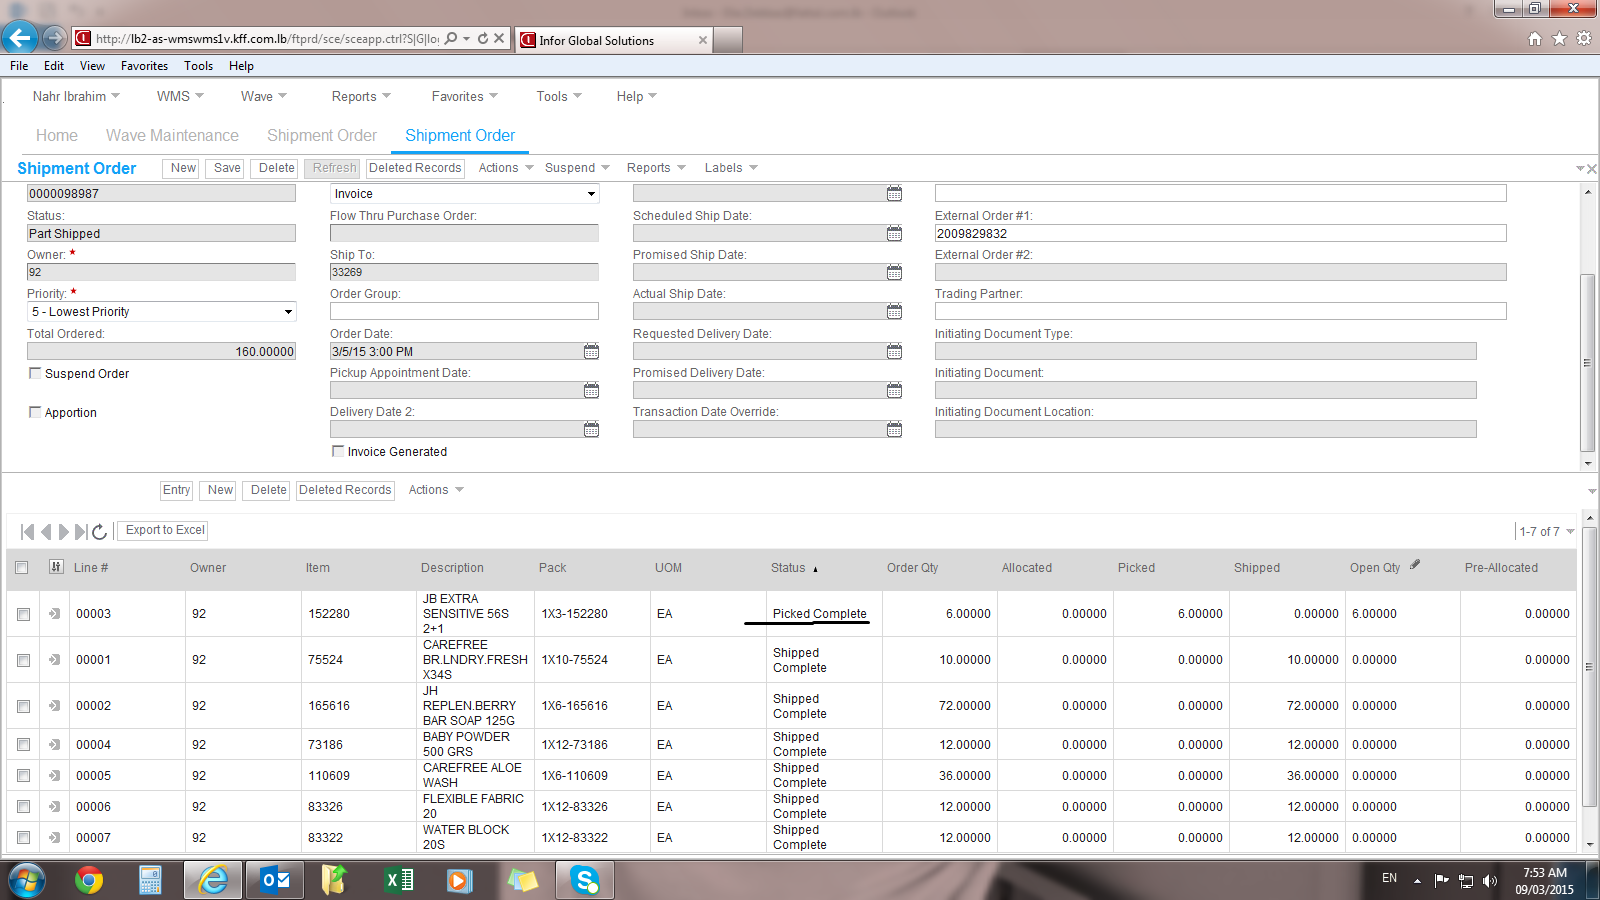 http://lb2-as-wmswms1v.kff.com.lb/ftprd/sce/sceapp.ctrl?S|G|log
Infor Global Solutions
File Edit View Favorites Tools Help
Nahr Ibrahim WMS Wave Reports Favorites Tools Help
Home Wave Maintenance Shipment Order Shipment Order
Shipment Order New Save Delete Refresh Deleted Records Actions Suspend Reports Labels
0000098987 Invoice
Status: Flow Thru Purchase Order: Scheduled Ship Date: External Order #1:
Part Shipped 2009829832
Owner: * Ship To: Promised Ship Date: External Order #2:
92 33269
Priority: * Order Group: Actual Ship Date: Trading Partner:
5 - Lowest Priority
Total Ordered: Order Date: Requested Delivery Date: Initiating Document Type:
160.00000 3/5/15 3:00 PM
Suspend Order Pickup Appointment Date: Promised Delivery Date: Initiating Document:
Apportion Delivery Date 2: Transaction Date Override: Initiating Document Location:
Invoice Generated
Entry New Delete Deleted Records Actions
Export to Excel 1-7 of 7
Line # Owner Item Description Pack UOM Status Order Qty Allocated Picked Shipped Open Qty Pre-Allocated
00003 92 152280 JB EXTRA SENSITIVE 56S 2+1 1X3-152280 EA Picked Complete 6.00000 0.00000 6.00000 0.00000 6.00000 0.00000
00001 92 75524 CAREFREE BR.LNDRY.FRESH X34S 1X10-75524 EA Shipped Complete 10.00000 0.00000 0.00000 10.00000 0.00000 0.00000
00002 92 165616 JH REPLEN.BERRY BAR SOAP 125G 1X6-165616 EA Shipped Complete 72.00000 0.00000 0.00000 72.00000 0.00000 0.00000
00004 92 73186 BABY POWDER 500 GRS 1X12-73186 EA Shipped Complete 12.00000 0.00000 0.00000 12.00000 0.00000 0.00000
00005 92 110609 CAREFREE ALOE WASH 1X6-110609 EA Shipped Complete 36.00000 0.00000 0.00000 36.00000 0.00000 0.00000
00006 92 83326 FLEXIBLE FABRIC 20 1X12-83326 EA Shipped Complete 12.00000 0.00000 0.00000 12.00000 0.00000 0.00000
00007 92 83322 WATER BLOCK 20S 1X12-83322 EA Shipped Complete 12.00000 0.00000 0.00000 12.00000 0.00000 0.00000
EN 7:53 AM
09/03/2015